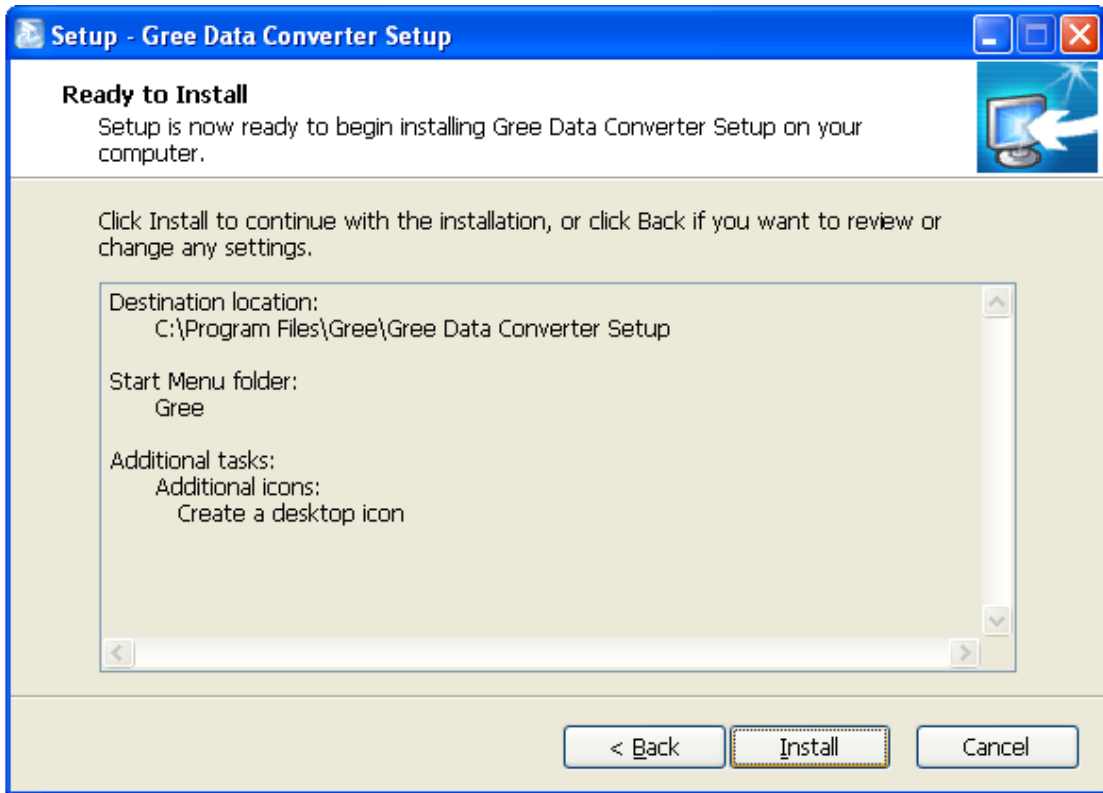 Setup - Gree Data Converter Setup
Ready to Install
Setup is now ready to begin installing Gree Data Converter Setup on your
computer.
Click Install to continue with the installation, or click Back if you want to review or
change any settings.
Destination location:
C:\Program Files\Gree\Gree Data Converter Setup
Start Menu folder:
Gree
Additional tasks:
Additional icons:
Create a desktop icon
< Back
Install
Cancel